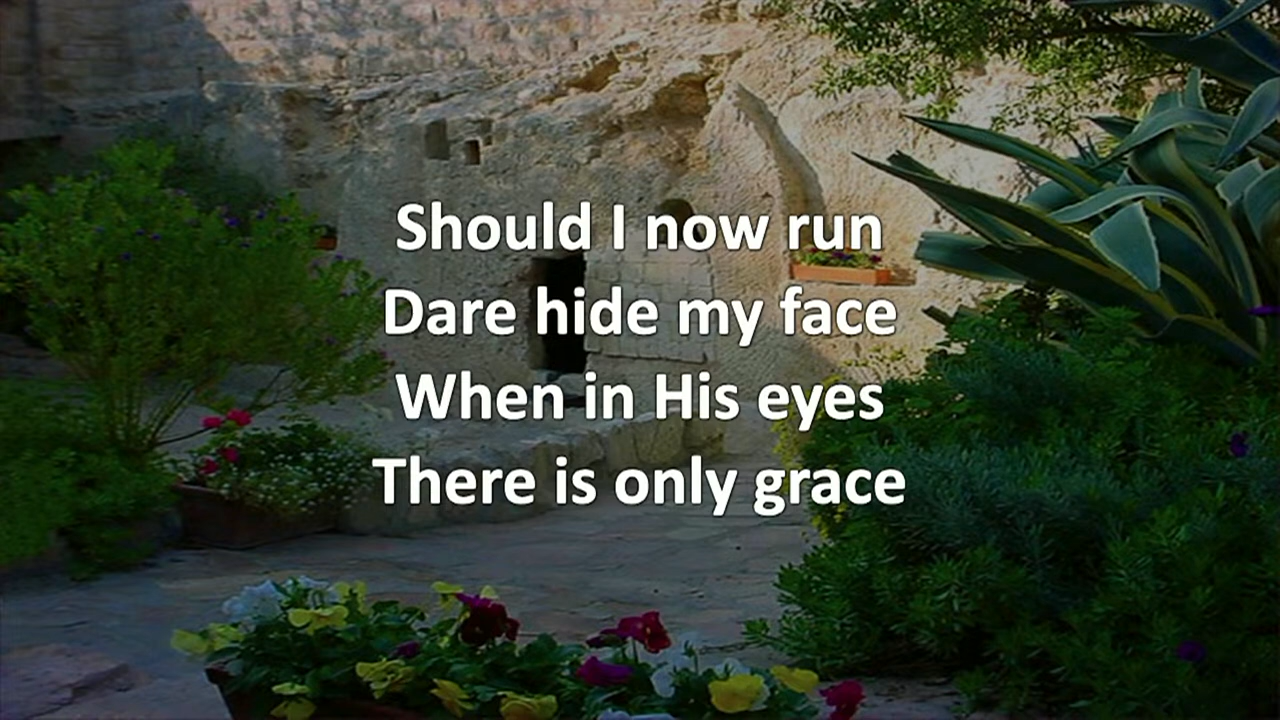 Should I now run
Dare hide my face
When in His eyes
There is only grace